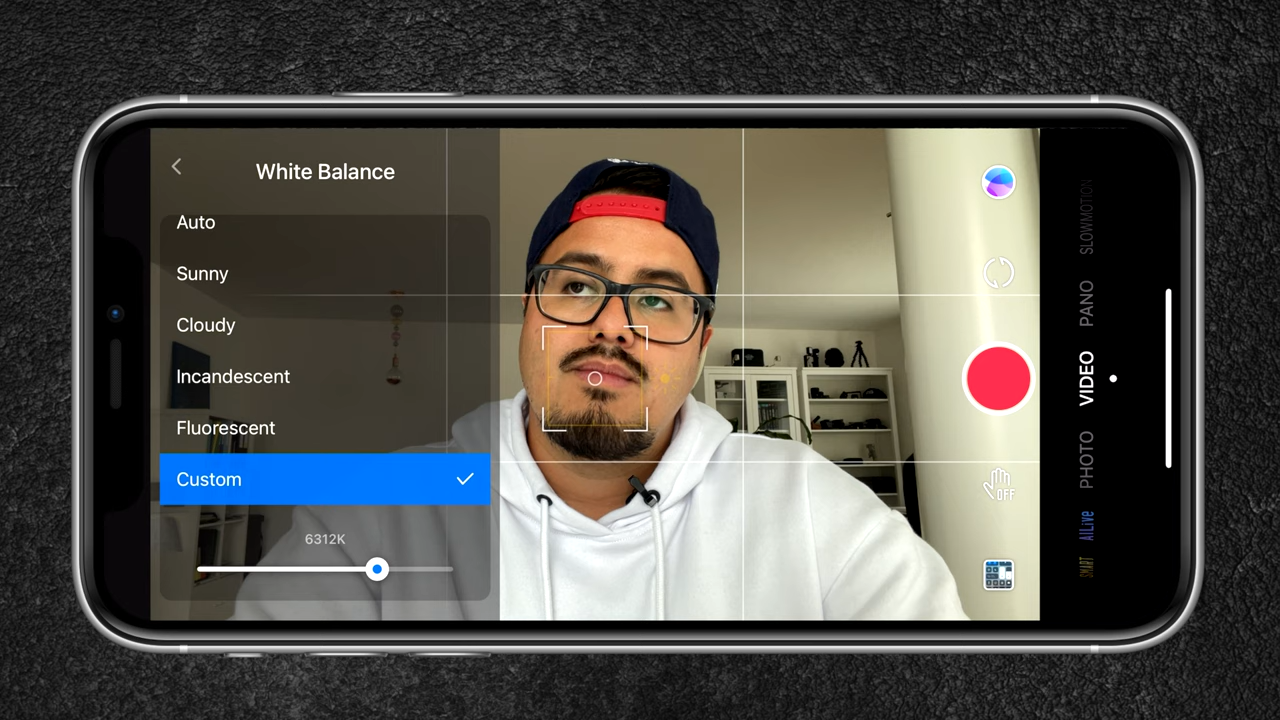 White Balance
Auto
Sunny
Cloudy
Incandescent
Fluorescent
Custom
6312K
OFF
SLOWMOTION
PANO
VIDEO
PHOTO
AILive
SMART